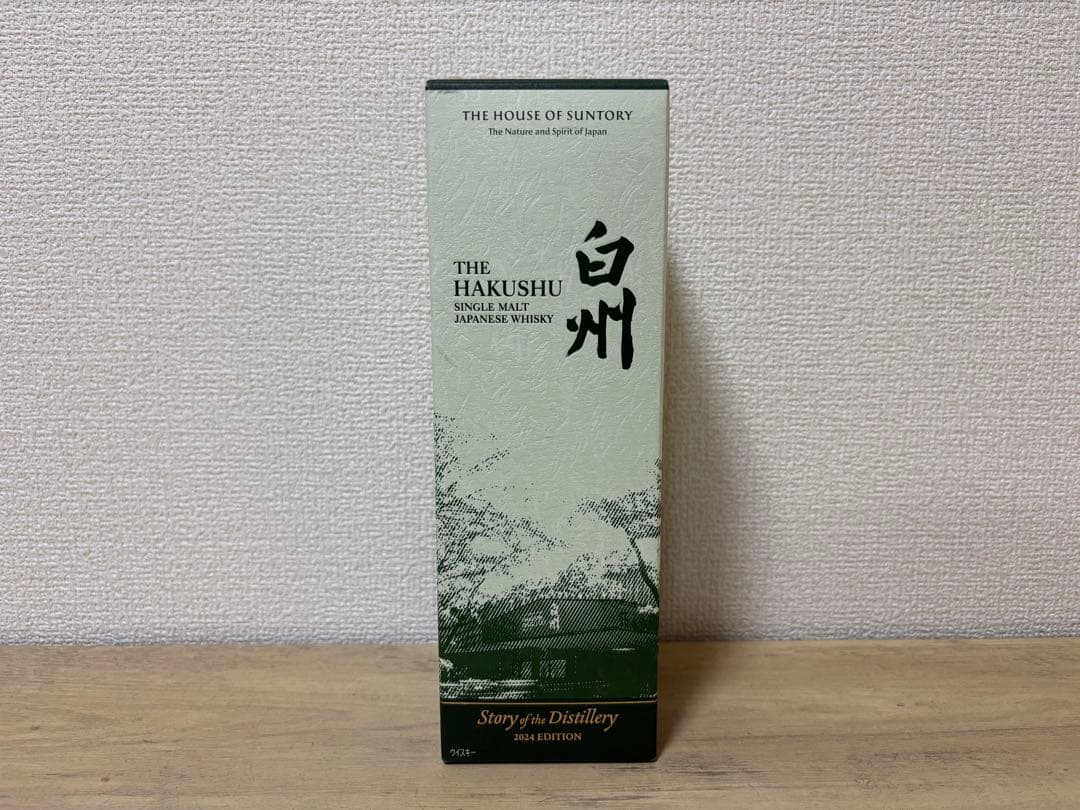 THE HOUSE OF SUNTORY
The Nature and Spirit of Japan
白州
THE
HAKUSHU
SINGLE MALT
JAPANESE WHISKY
Story of the Distillery
2024 EDITION
ウイスキー